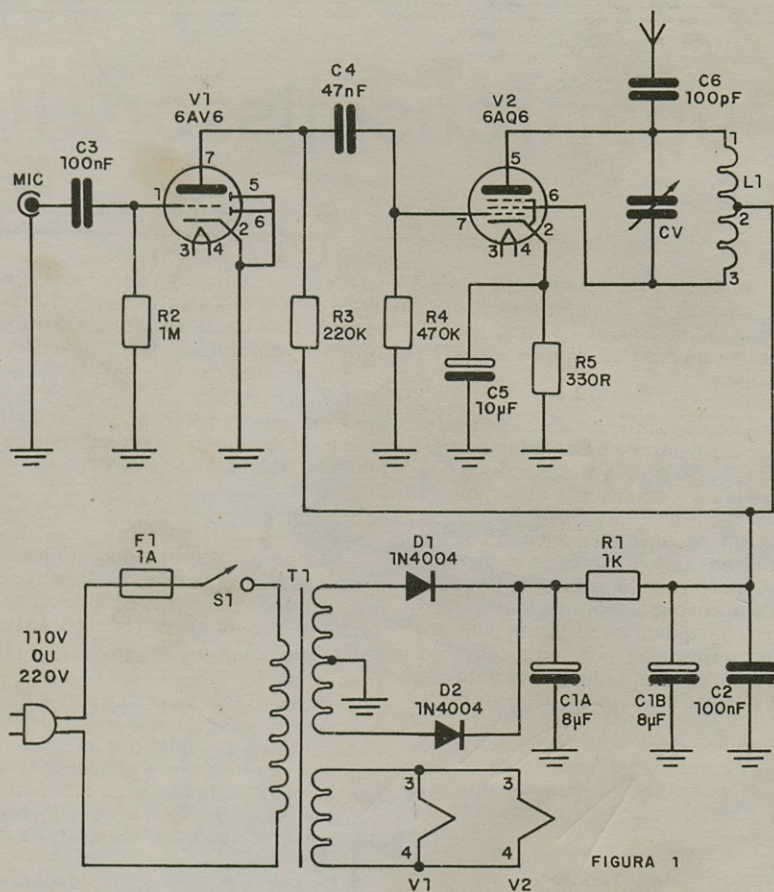 C4
47nF
C6
100pF
V1
6AV6
V2
6AQ6
C3
100nF
MIC
7
5
1
5
6
2
3 4
7
6
2
3 4
1
L1
2
3
CV
R2
1M
R3
220K
R4
470K
C5
10µF
R5
330R
F1
1A
S1
T1
D1
1N4004
R1
1K
110V
OU
220V
D2
1N4004
C1A
8µF
C1B
8µF
C2
100nF
3
3
4
4
V1
V2
FIGURA 1